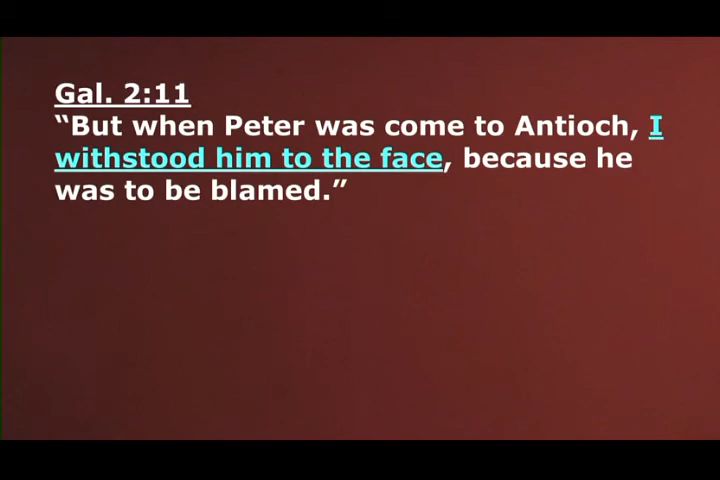 Gal. 2:11
“But when Peter was come to Antioch, I
withstood him to the face, because he
was to be blamed.”